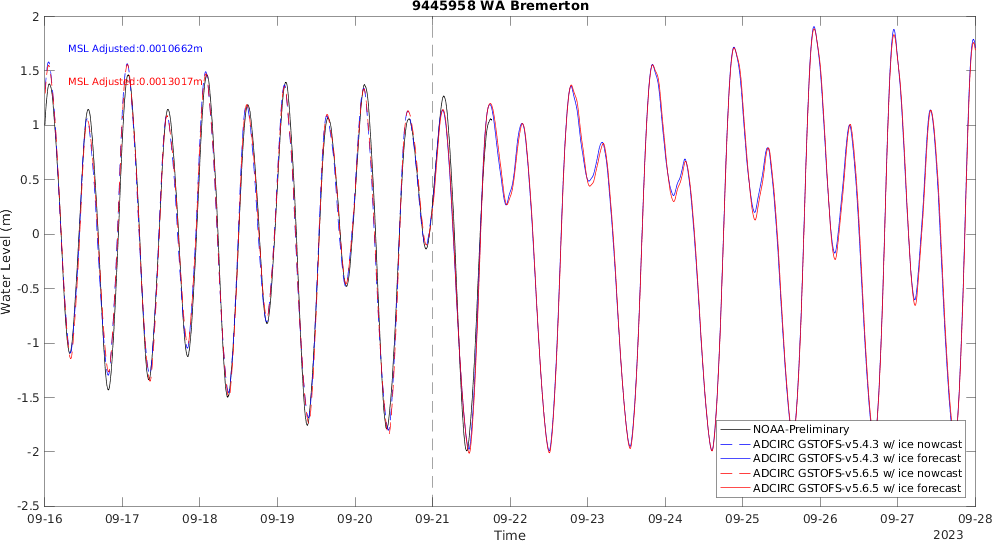 9445958 WA Bremerton
MSL Adjusted:0.0010662m
MSL Adjusted:0.0013017m
Water Level (m)
2
1.5
1
0.5
0
-0.5
-1
-1.5
-2
-2.5
NOAA-Preliminary
ADCIRC GSTOFS-v5.4.3 w/ ice nowcast
ADCIRC GSTOFS-v5.4.3 w/ ice forecast
ADCIRC GSTOFS-v5.6.5 w/ ice nowcast
ADCIRC GSTOFS-v5.6.5 w/ ice forecast
09-16 09-17 09-18 09-19 09-20 09-21 09-22 09-23 09-24 09-25 09-26 09-27 09-28
Time
2023